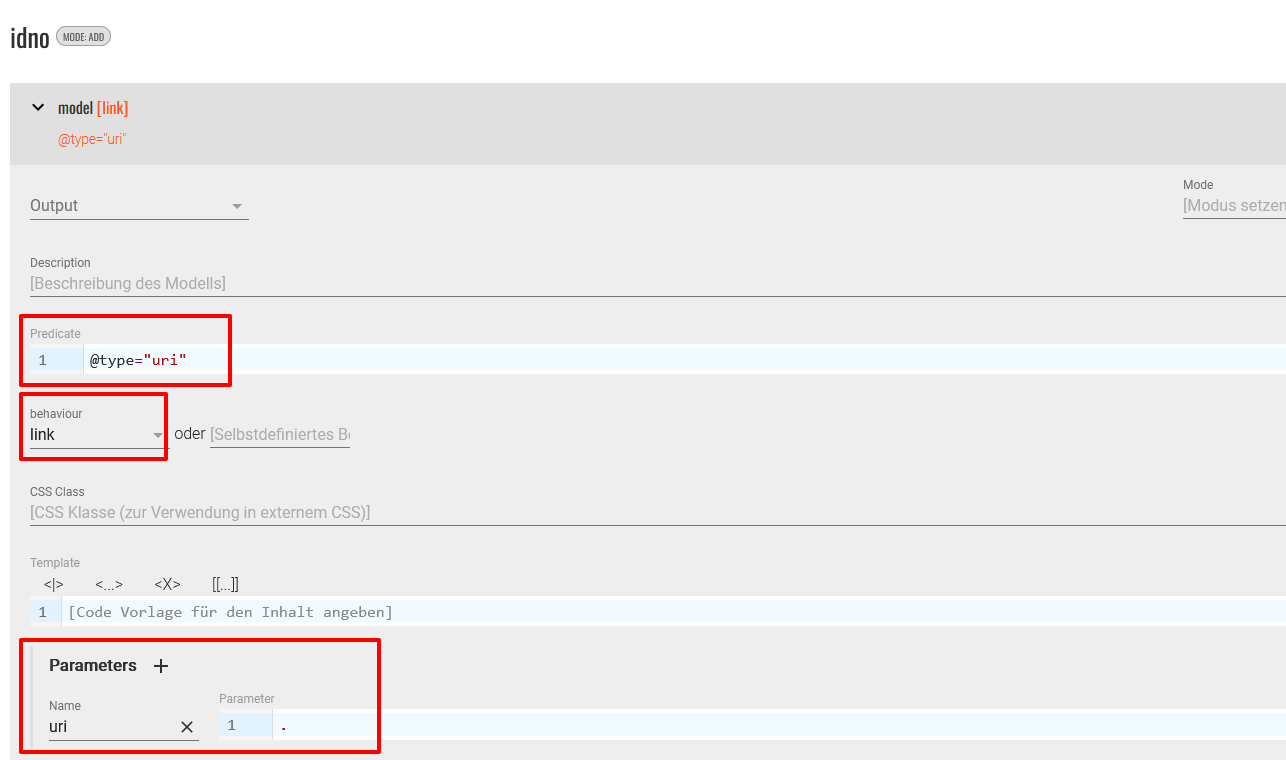 idno MODE: ADD
model [link]
@type="uri"
Output
Mode
[Modus setzen
Description
[Beschreibung des Modells]
Predicate
1 @type="uri"
behaviour
link oder [Selbstdefiniertes Be
CSS Class
[CSS Klasse (zur Verwendung in externem CSS)]
Template
<|> <...> <X> [[...]]
1 [Code Vorlage für den Inhalt angeben]
Parameters +
Name Parameter
uri 1 .